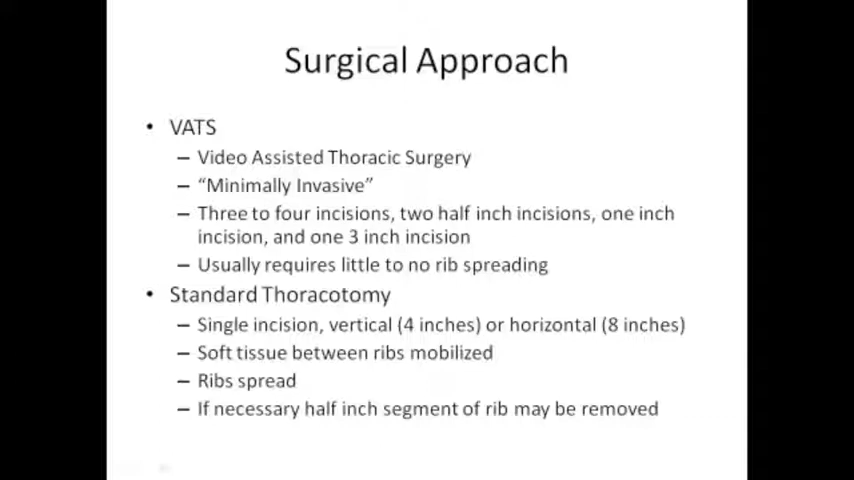 Surgical Approach
• VATS
– Video Assisted Thoracic Surgery
– “Minimally Invasive”
– Three to four incisions, two half inch incisions, one inch
incision, and one 3 inch incision
– Usually requires little to no rib spreading
• Standard Thoracotomy
– Single incision, vertical (4 inches) or horizontal (8 inches)
– Soft tissue between ribs mobilized
– Ribs spread
– If necessary half inch segment of rib may be removed